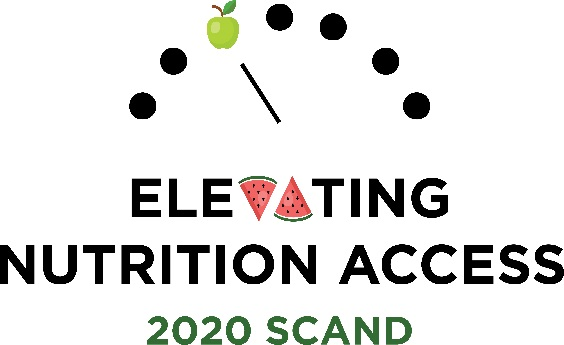 ELEVATING
NUTRITION ACCESS
2020 SCAND